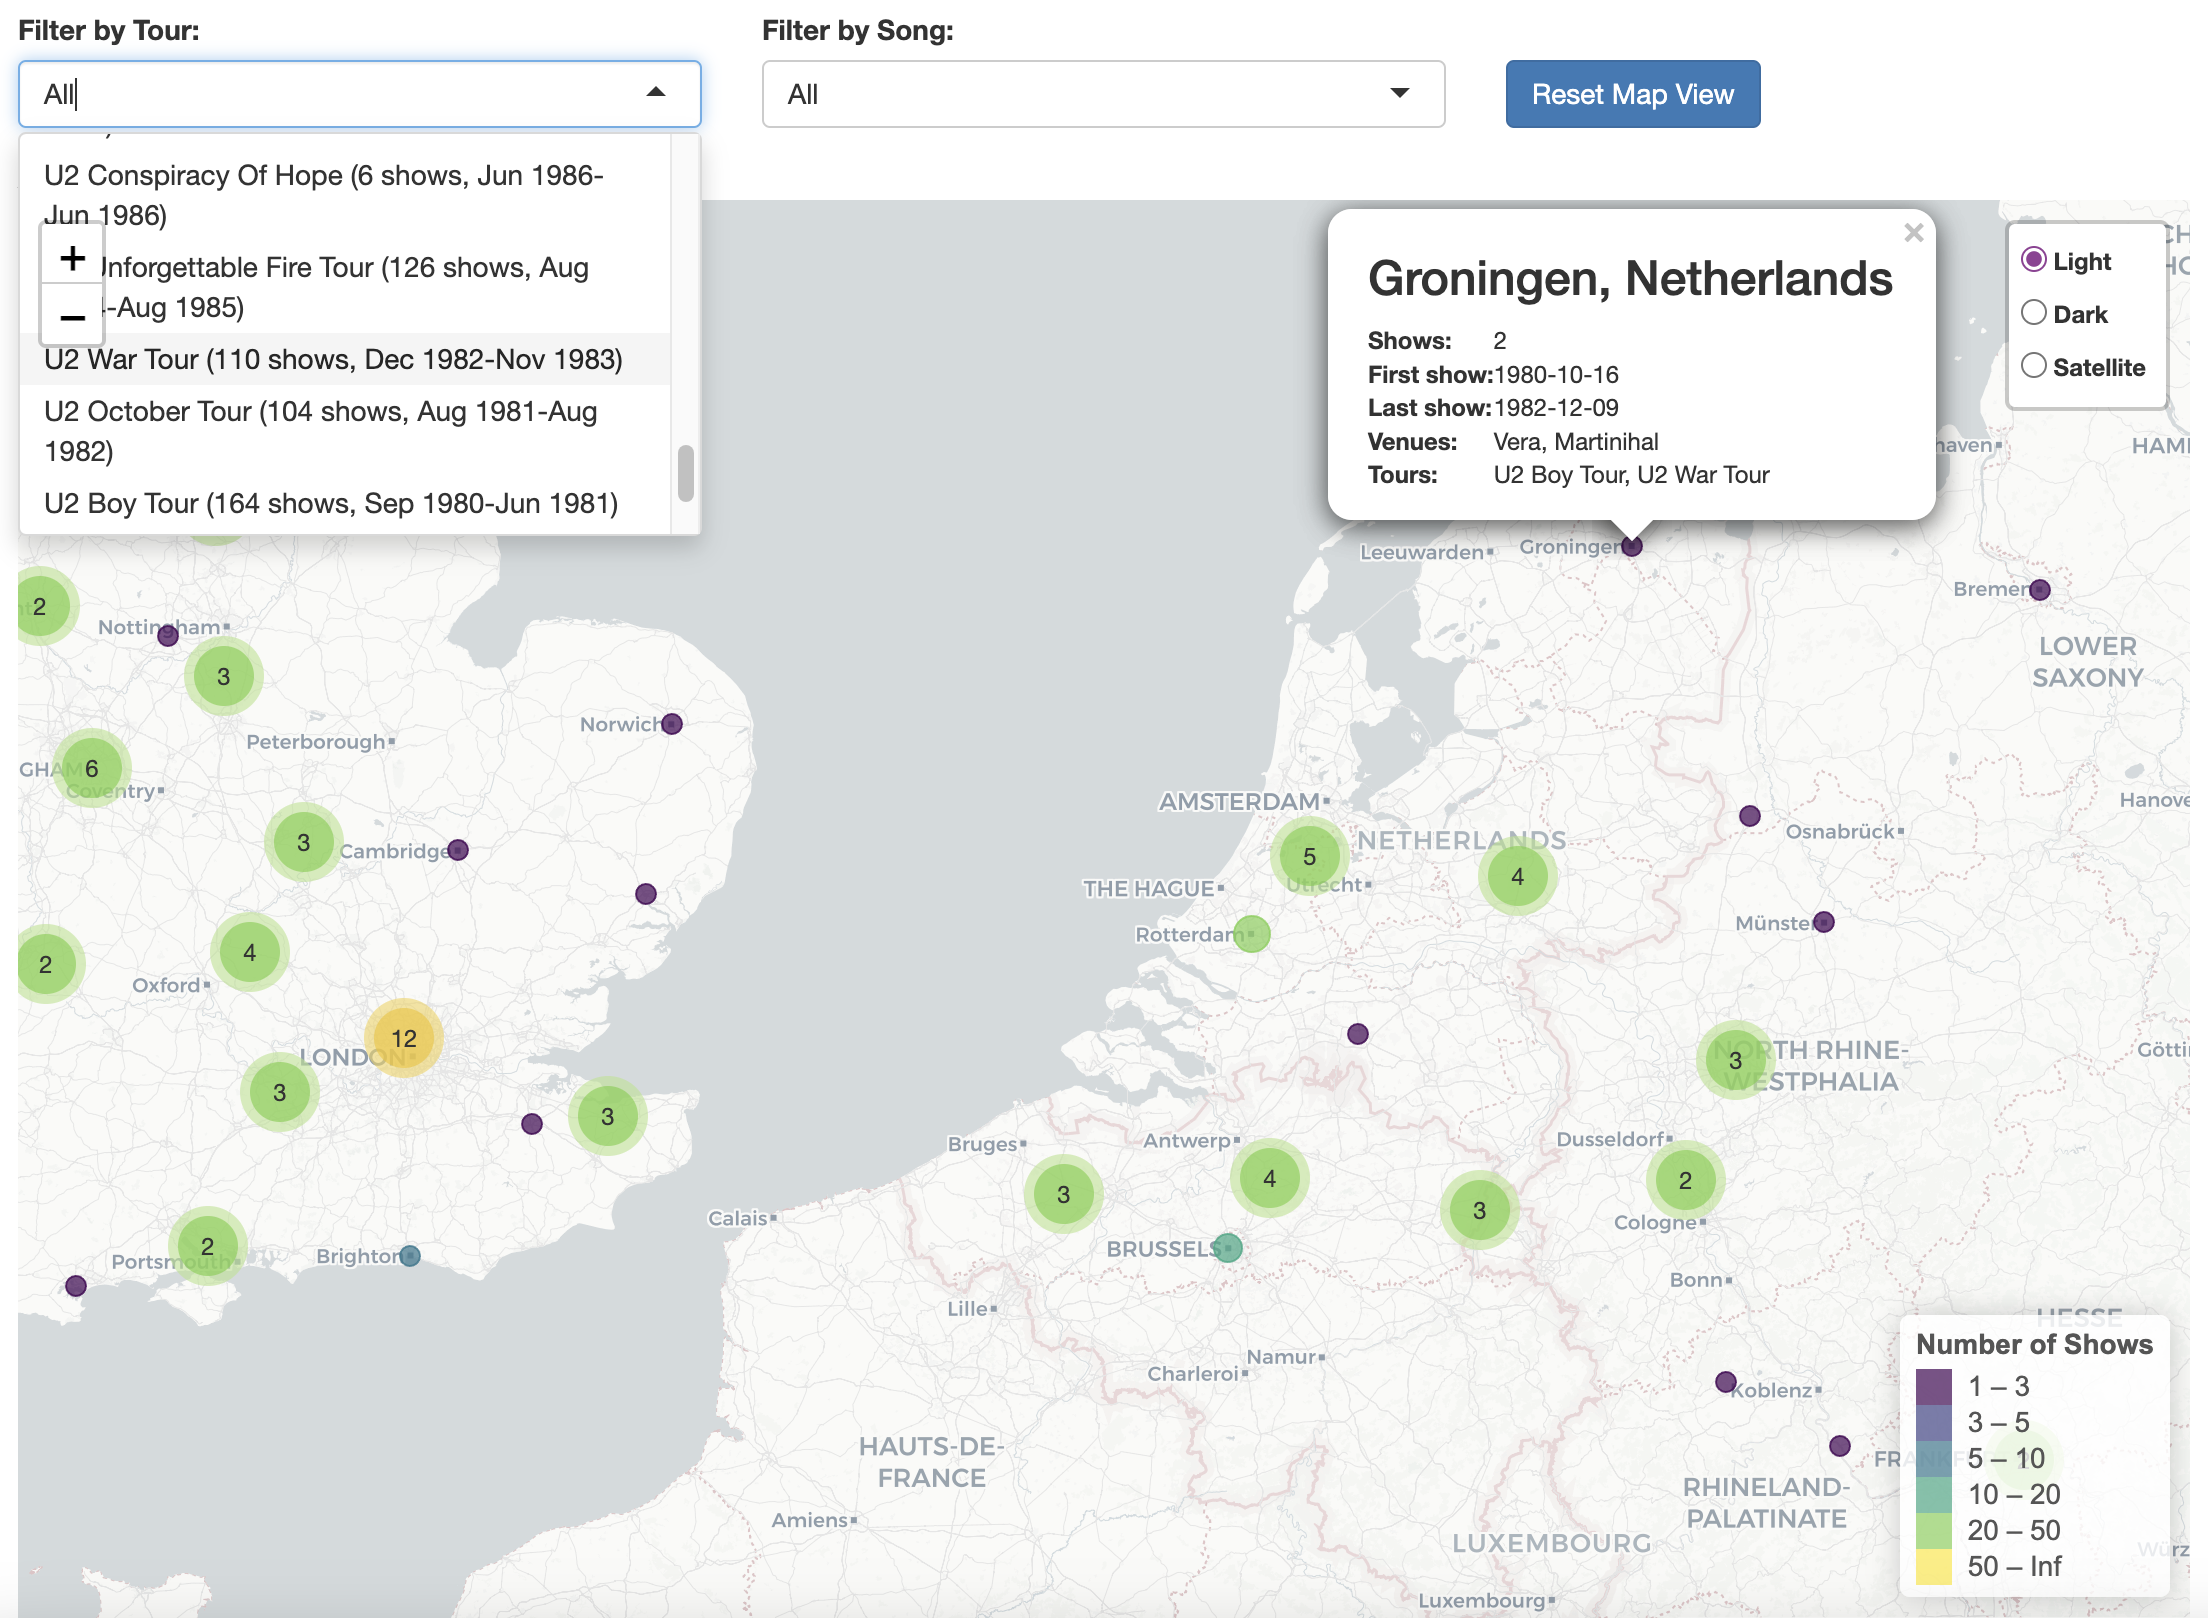 Filter by Tour:
Filter by Song:
All
All
Reset Map View
U2 Conspiracy Of Hope (6 shows, Jun 1986-
Jun 1986)
Unforgettable Fire Tour (126 shows, Aug
-Aug 1985)
U2 War Tour (110 shows, Dec 1982-Nov 1983)
U2 October Tour (104 shows, Aug 1981-Aug
1982)
U2 Boy Tour (164 shows, Sep 1980-Jun 1981)
+
−
×
Groningen, Netherlands
Shows: 2
First show: 1980-10-16
Last show: 1982-12-09
Venues: Vera, Martinihal
Tours: U2 Boy Tour, U2 War Tour
Light
Dark
Satellite
haven
HAM
Leeuwarden
Groningen
Bremen
LOWER
SAXONY
2
Nottingham
3
Norwich
Peterborough
GHAM
6
Coventry
3
Cambridge
AMSTERDAM
NETHERLANDS
5
4
Utrecht
THE HAGUE
Rotterdam
Osnabrück
Hanove
Münster
2
4
Oxford
12
LONDON
3
3
3
NORTH RHINE-
WESTPHALIA
Götti
Bruges
Antwerp
Dusseldorf
3
4
3
2
Cologne
Calais
BRUSSELS
2
Portsmouth
Brighton
Bonn
Lille
Namur
Charleroi
HESSE
Koblenz
HAUTS-DE-
FRANCE
FRANKF
RHINELAND-
PALATINATE
Amiens
LUXEMBOURG
Luxembourg
Würz
Number of Shows
1 – 3
3 – 5
5 – 10
10 – 20
20 – 50
50 – Inf